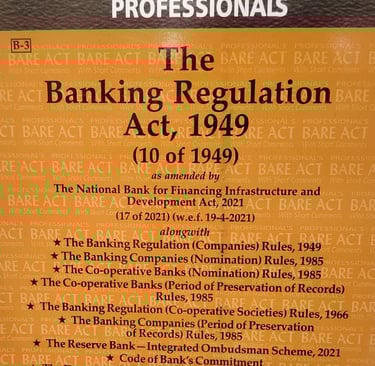 PROFESSIONALS
B-3
The
Banking Regulation
Act, 1949
(10 of 1949)
as amended by
The National Bank for Financing Infrastructure and
Development Act, 2021
(17 of 2021) (w.e.f. 19-4-2021)
alongwith
★ The Banking Regulation (Companies) Rules, 1949
★ The Banking Companies (Nomination) Rules, 1985
★ The Co-operative Banks (Nomination) Rules, 1985
★ The Co-operative Banks (Period of Preservation of Records)
Rules, 1985
★ The Banking Regulation (Co-operative Societies) Rules, 1966
★ The Banking Companies (Period of Preservation
of Records) Rules, 1985
★ The Reserve Bank—Integrated Ombudsman Scheme, 2021
★ Code of Bank's Commitment